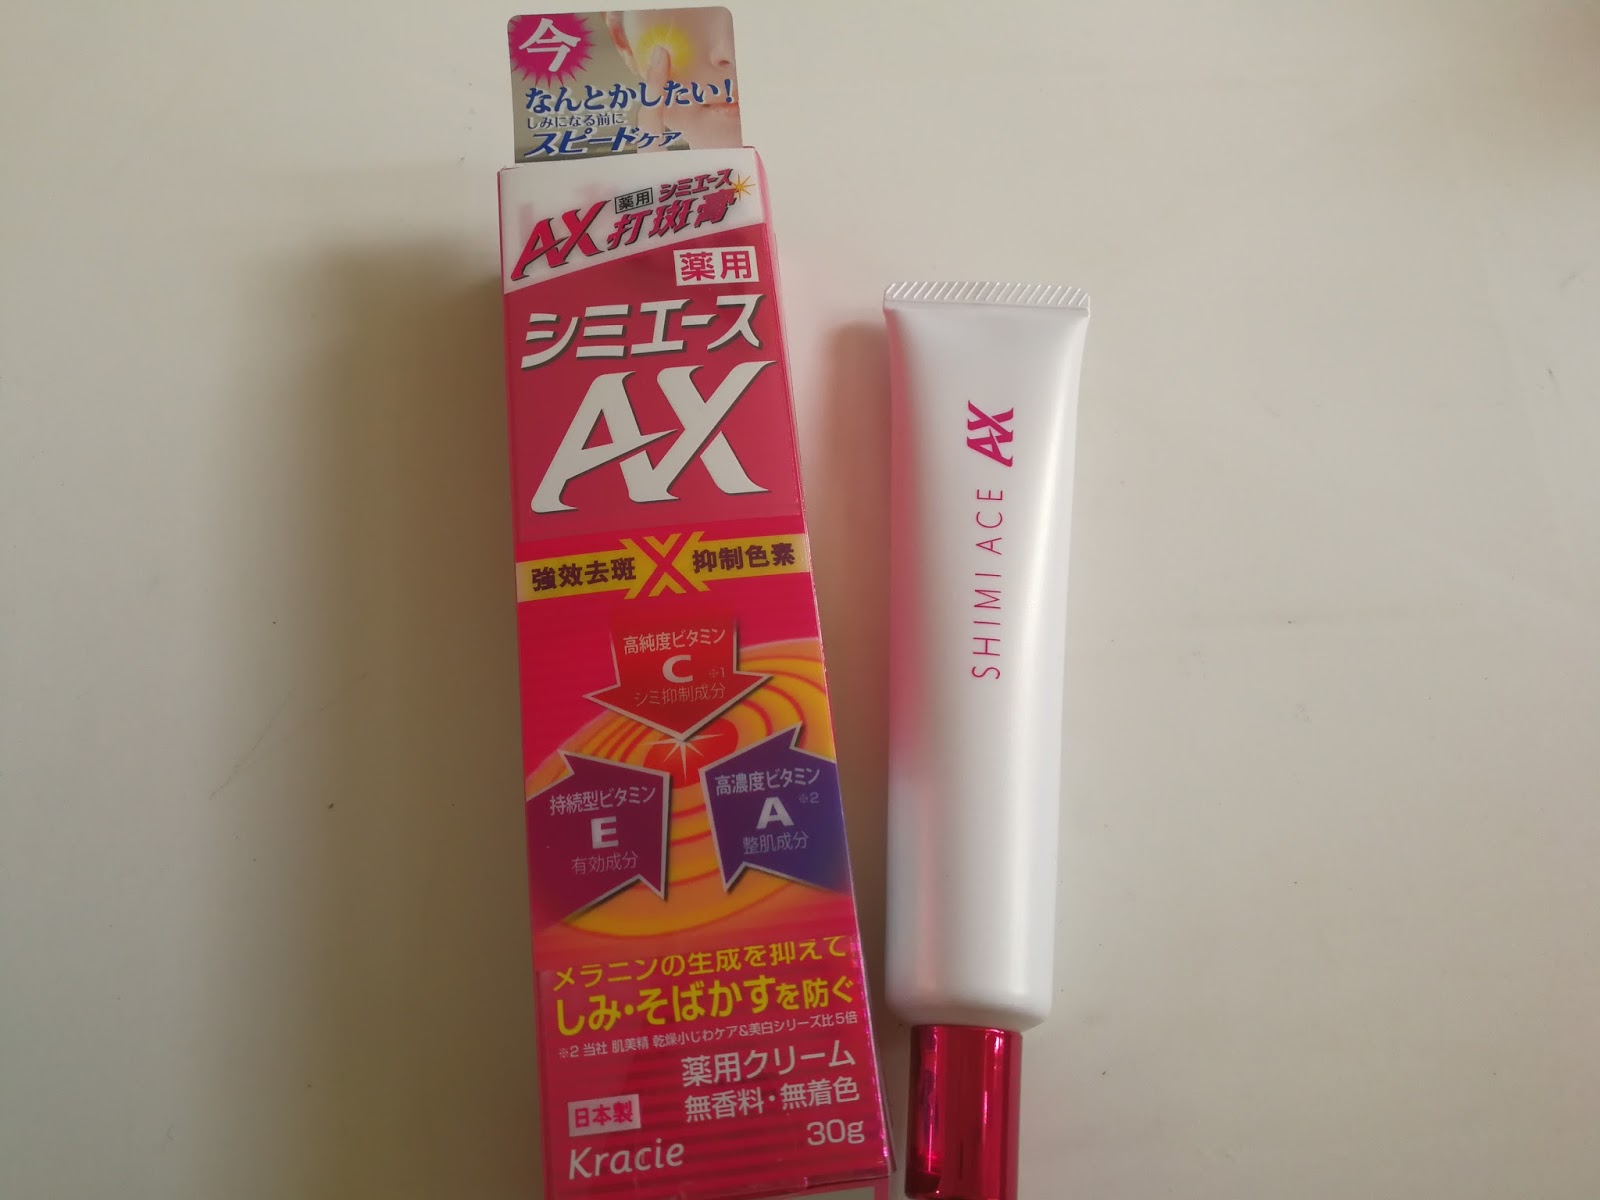 今
なんとかしたい！
しみになる前に
スピードケア
AX 薬用 シミエース
打斑膏
薬用
シミエース
AX
強效去斑 X 抑制色素
高純度ビタミン
C ※1
シミ抑制成分
持続型ビタミン
E
有効成分
高濃度ビタミン
A ※2
整肌成分
メラニンの生成を抑えて
しみ・そばかすを防ぐ
※2 当社 肌美精 乾燥小じわケア&美白シリーズ比5倍
薬用クリーム
無香料・無着色
日本製
Kracie
30g
SHIMI ACE AX